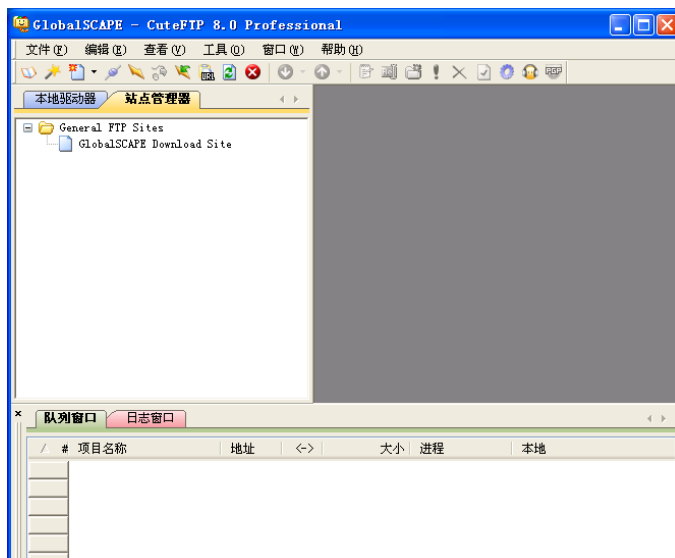 GlobalSCAPE - CuteFTP 8.0 Professional
文件(F) 编辑(E) 查看(V) 工具(O) 窗口(W) 帮助(H)
本地驱动器 站点管理器
General FTP Sites
GlobalSCAPE Download Site
队列窗口 日志窗口
/ # 项目名称 地址 <-> 大小 进程 本地